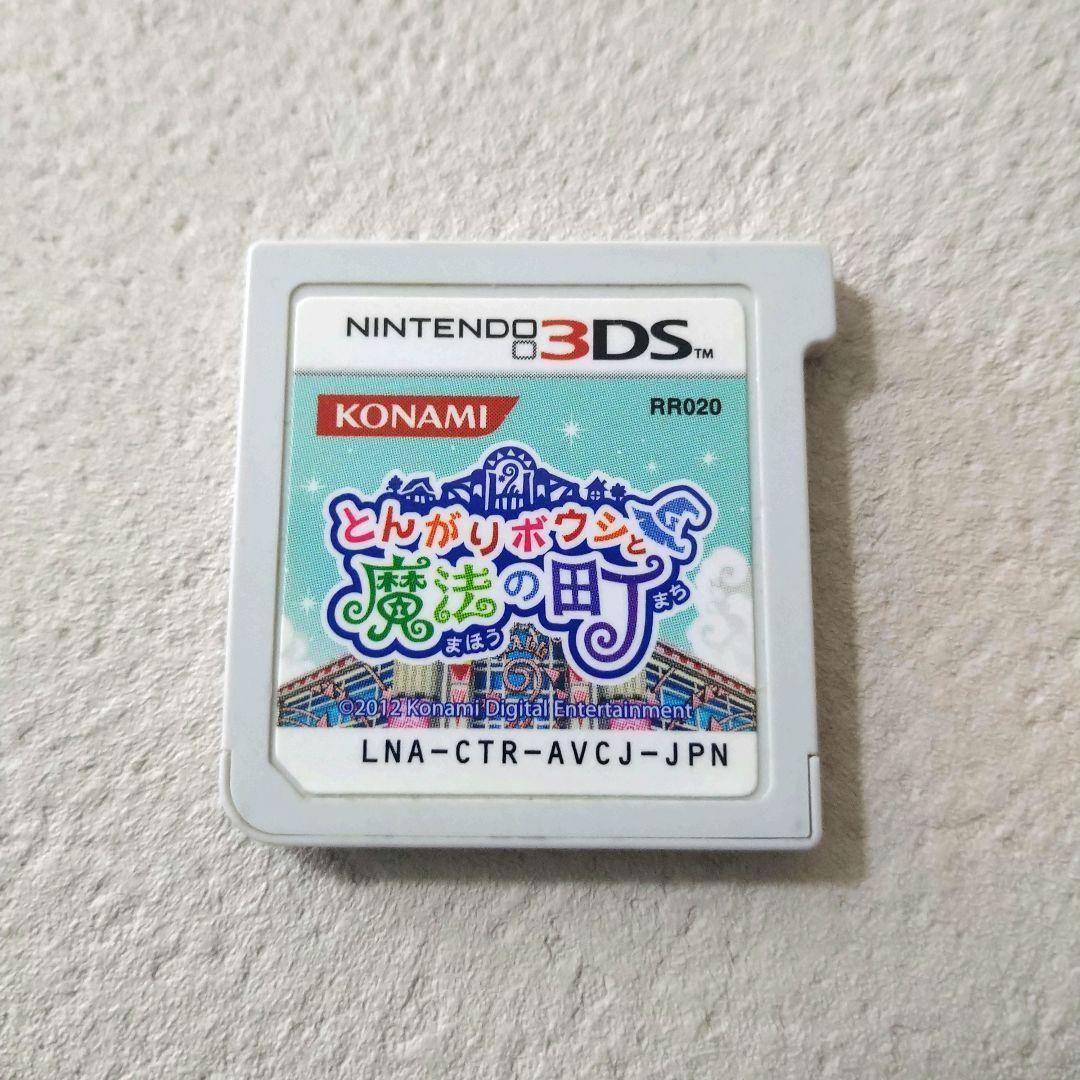 NINTENDO 3DS™
KONAMI
RR020
とんがりボウシと
魔法の町
まほう
まち
©2012 Konami Digital Entertainment
LNA-CTR-AVCJ-JPN